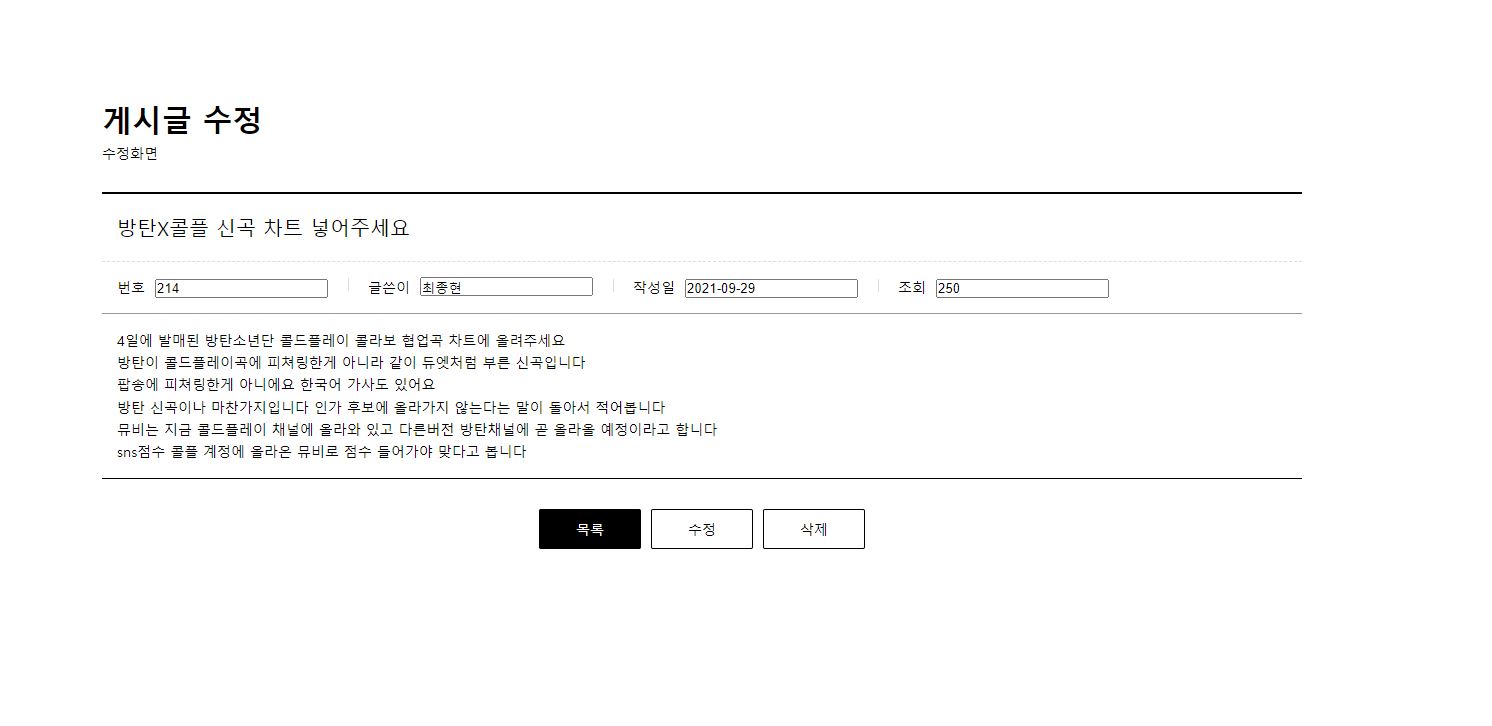 게시글 수정
수정화면
방탄X콜플 신곡 차트 넣어주세요
번호 214 글쓴이 최종현 작성일 2021-09-29 조회 250
4일에 발매된 방탄소년단 콜드플레이 콜라보 협업곡 차트에 올려주세요
방탄이 콜드플레이곡에 피쳐링한게 아니라 같이 듀엣처럼 부른 신곡입니다
팝송에 피쳐링한게 아니에요 한국어 가사도 있어요
방탄 신곡이나 마찬가지입니다 인가 후보에 올라가지 않는다는 말이 돌아서 적어봅니다
뮤비는 지금 콜드플레이 채널에 올라와 있고 다른버전 방탄채널에 곧 올라올 예정이라고 합니다
sns점수 콜플 계정에 올라온 뮤비로 점수 들어가야 맞다고 봅니다
목록 수정 삭제